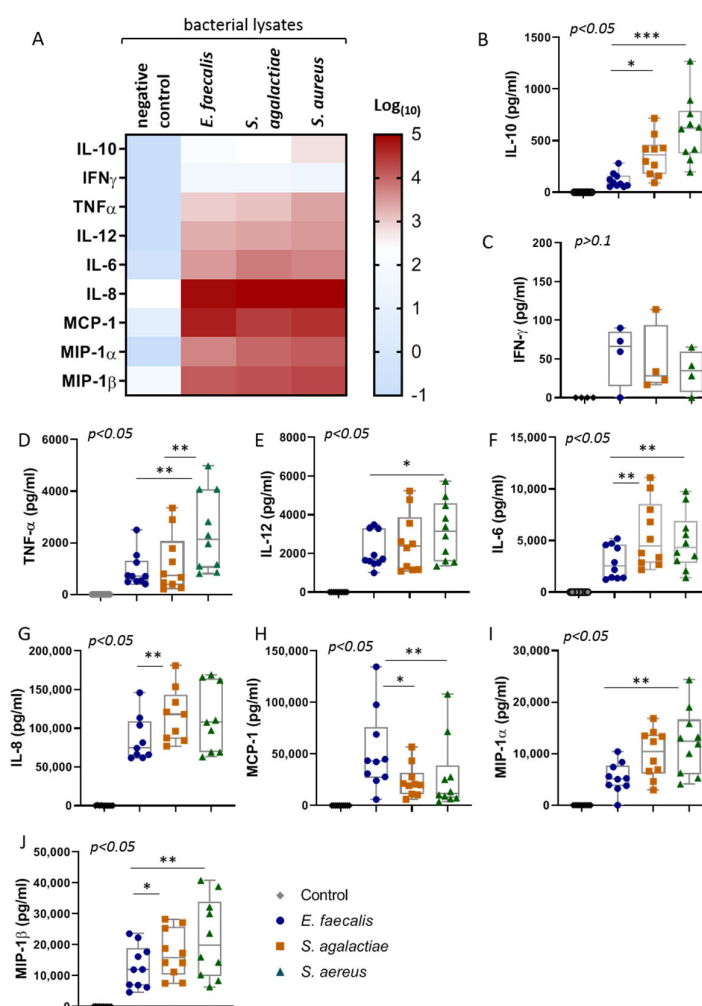 A
bacterial lysates
negative
control
E. faecalis
S.
agalactiae
S. aureus
Log(10)
IL-10
IFNγ
TNFα
IL-12
IL-6
IL-8
MCP-1
MIP-1α
MIP-1β
5
4
3
2
1
0
-1
B
p<0.05
***
*
IL-10 (pg/ml)
1500
1000
500
0
C
p>0.1
IFN-γ (pg/ml)
200
150
100
50
0
D
p<0.05
**
**
TNF-α (pg/ml)
6000
4000
2000
0
E
p<0.05
*
IL-12 (pg/ml)
8000
6000
4000
2000
0
F
p<0.05
**
**
IL-6 (pg/ml)
15,000
10,000
5,000
0
G
p<0.05
**
IL-8 (pg/ml)
200,000
150,000
100,000
50,000
0
H
p<0.05
**
*
MCP-1 (pg/ml)
150,000
100,000
50,000
0
I
p<0.05
**
MIP-1α (pg/ml)
30,000
20,000
10,000
0
J
p<0.05
**
*
MIP-1β (pg/ml)
50,000
40,000
30,000
20,000
10,000
0
Control
E. faecalis
S. agalactiae
S. aereus